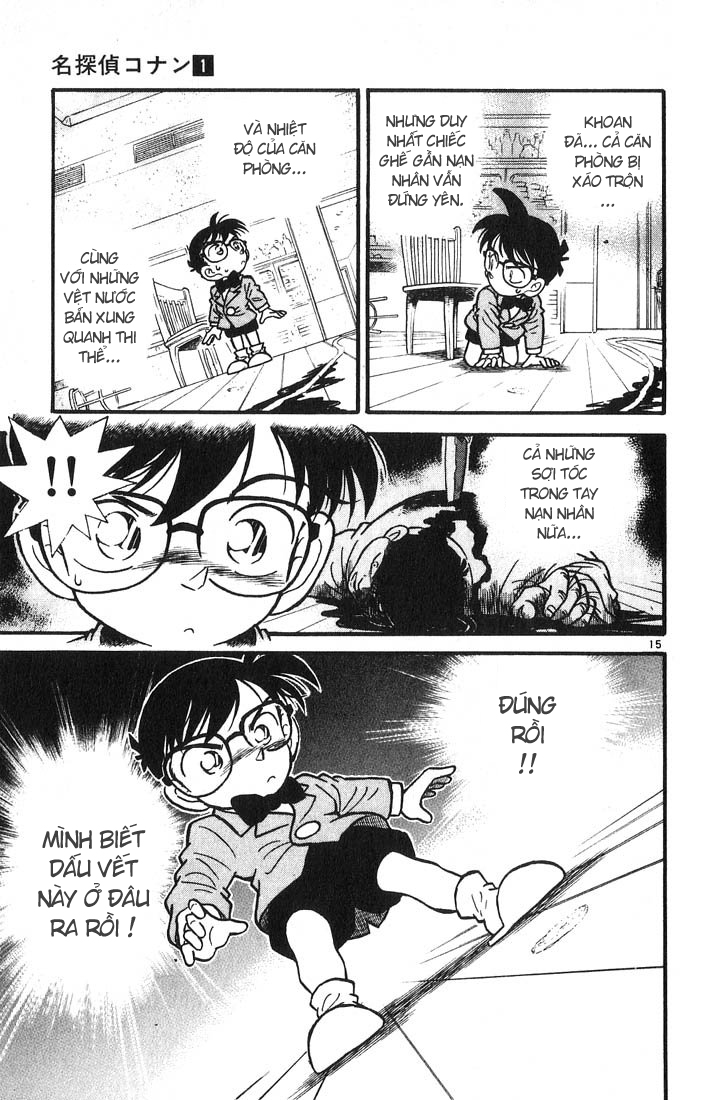 名探偵コナン1
KHOAN
ĐÃ... CẢ CĂN
PHÒNG BỊ
XÁO TRỘN
...
NHƯNG DUY
NHẤT CHIẾC
GHẾ GẦN NẠN
NHÂN VẪN
ĐỨNG YÊN.
VÀ NHIỆT
ĐỘ CỦA CĂN
PHÒNG...
CÙNG
VỚI NHỮNG
VỆT NƯỚC
BẮN XUNG
QUANH THI
THỂ...
CẢ NHỮNG
SỢI TÓC
TRONG TAY
NẠN NHÂN
NỮA...
!!
15
ĐÚNG
RỒI
!!
MÌNH BIẾT
DẤU VẾT
NÀY Ở ĐÂU
RA RỒI !